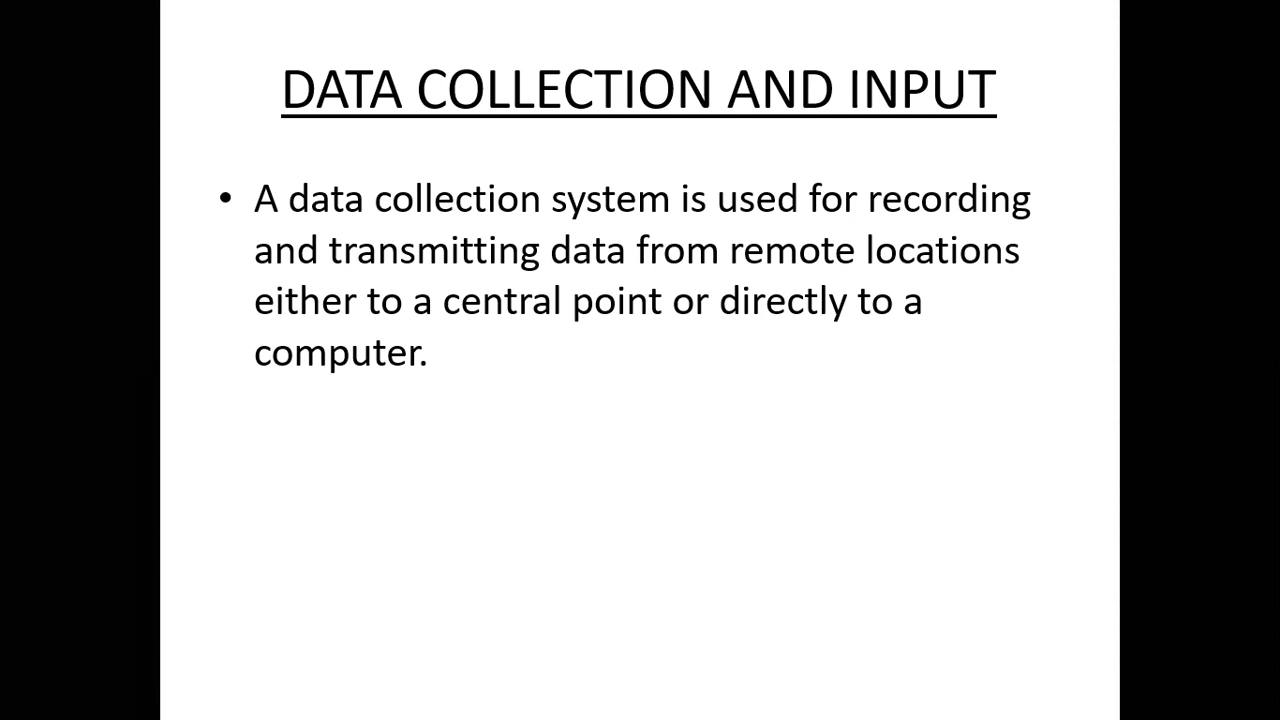 DATA COLLECTION AND INPUT
• A data collection system is used for recording
and transmitting data from remote locations
either to a central point or directly to a
computer.